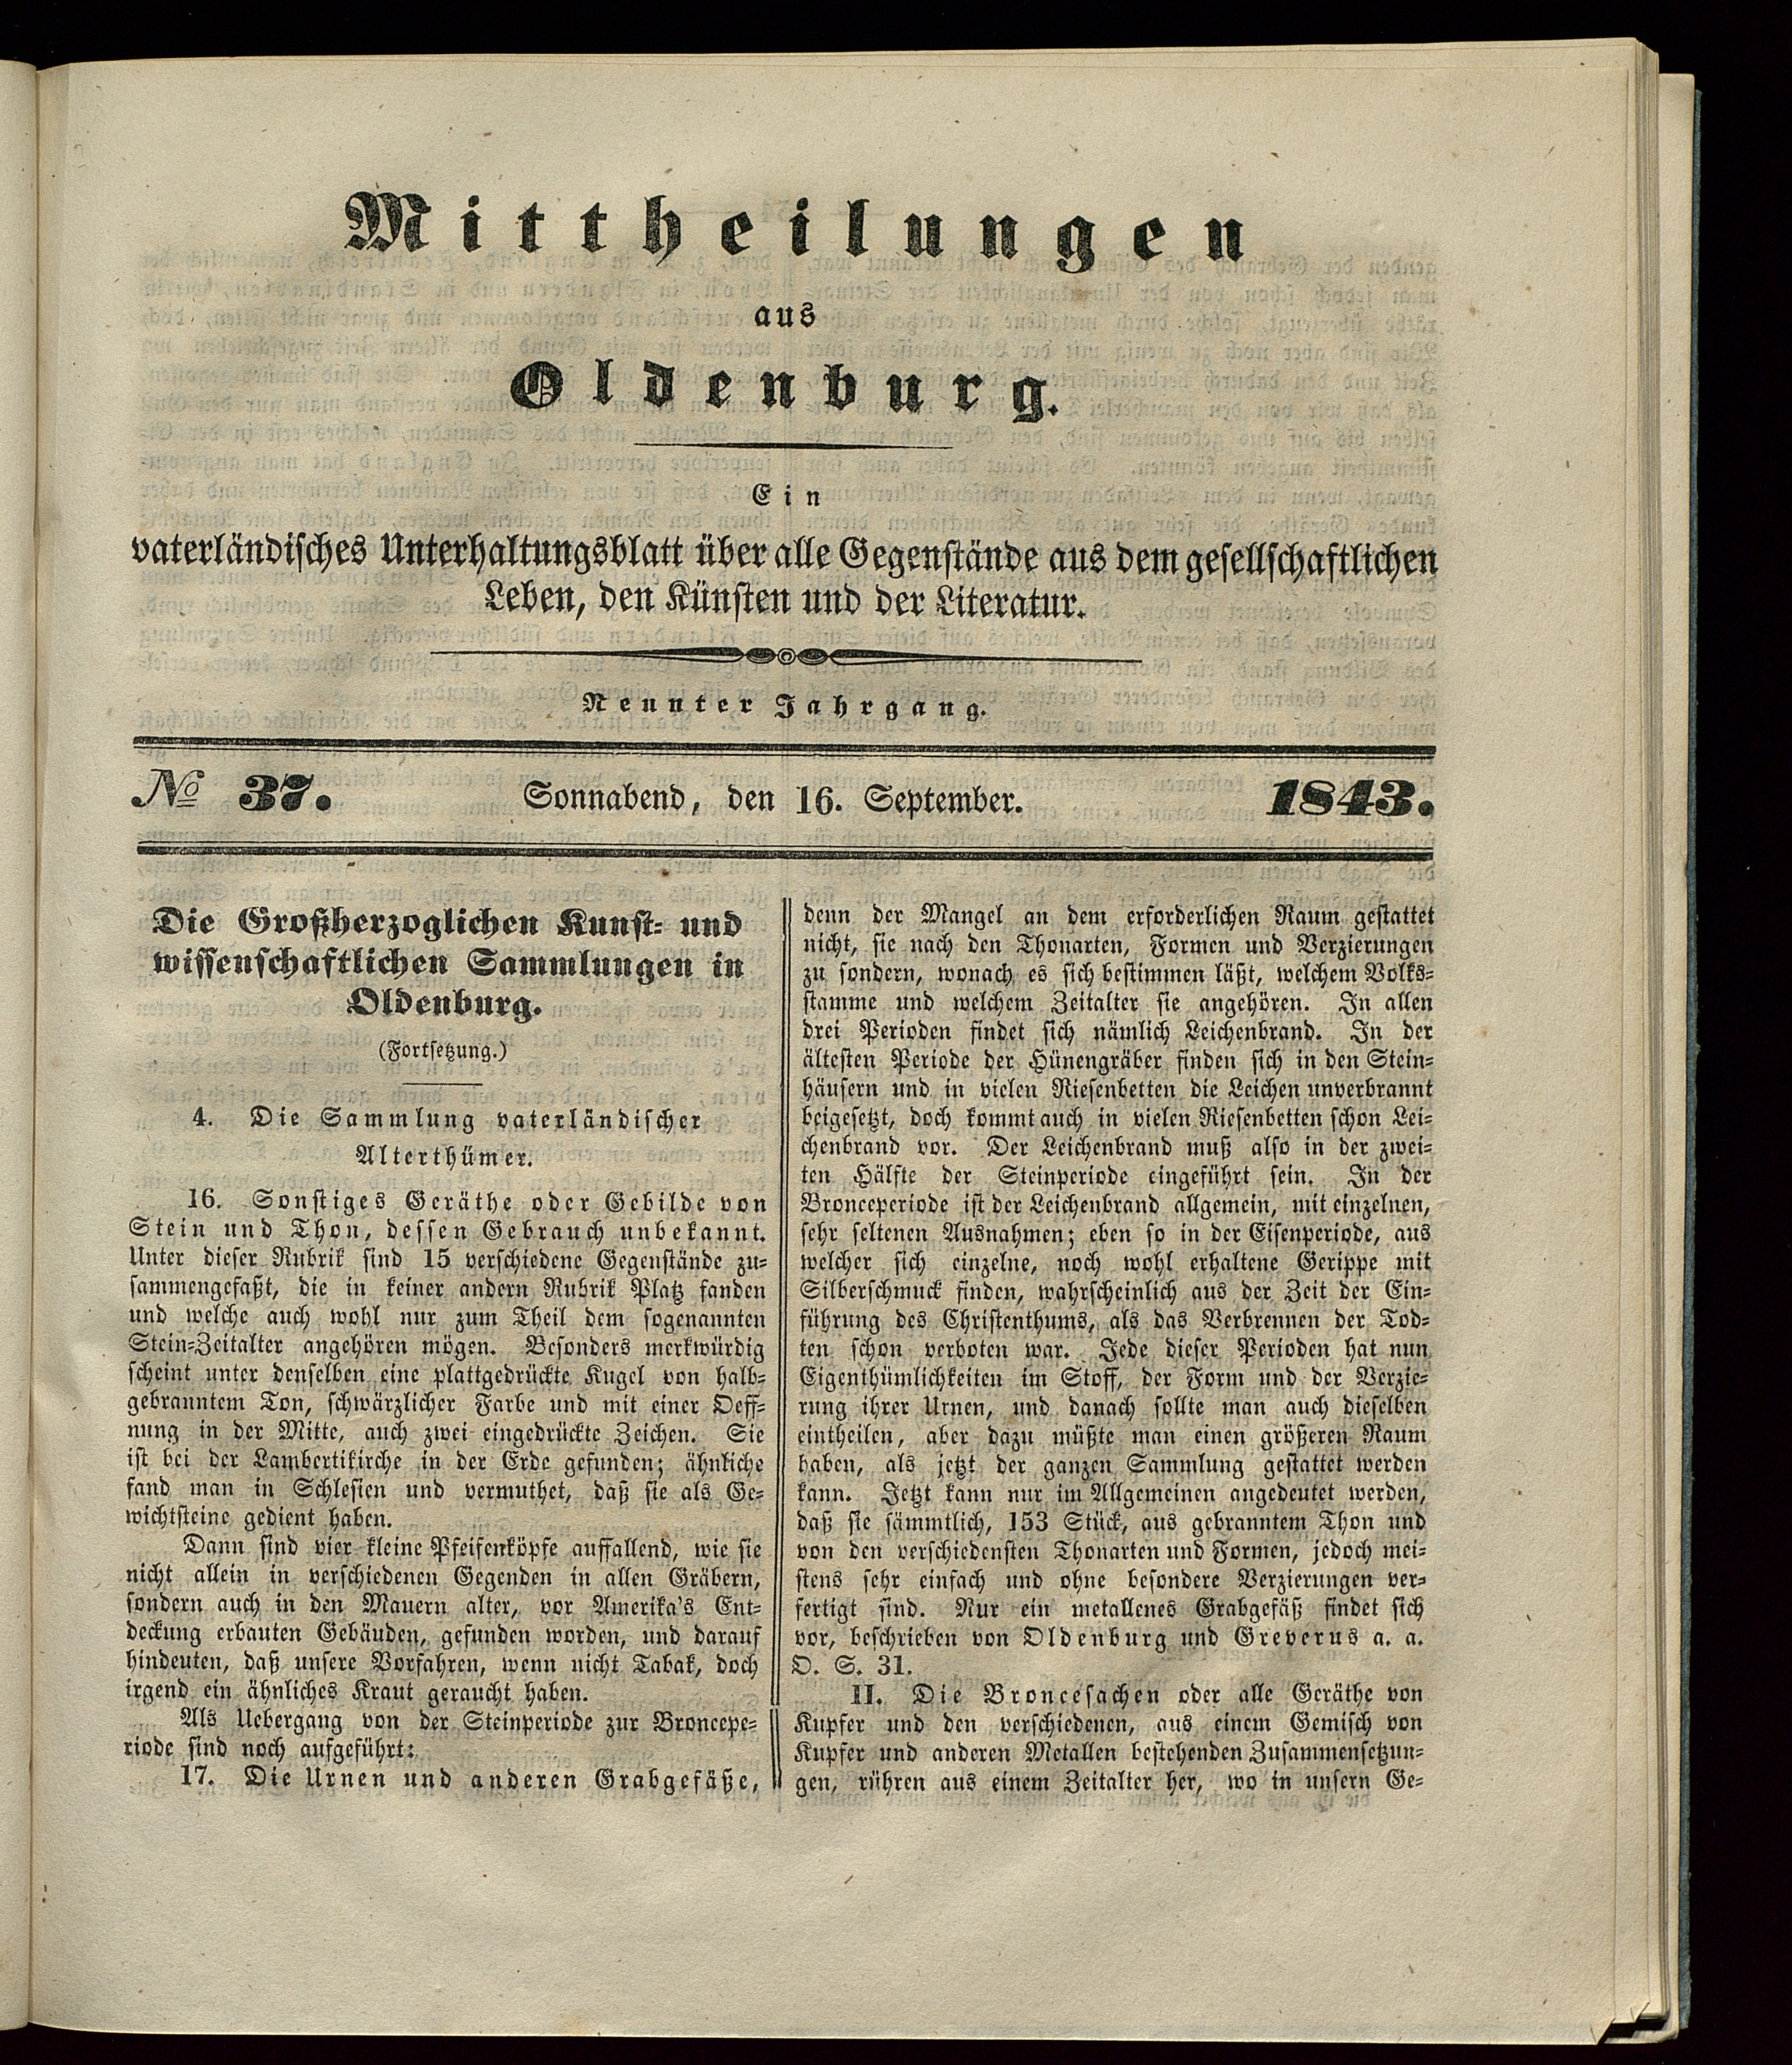 Mittheilungen
aus
Oldenburg.
Ein
vaterländisches Unterhaltungsblatt über alle Gegenstände aus dem gesellschaftlichen
Leben, den Künsten und der Literatur.
Neunter Jahrgang.
№ 37. Sonnabend, den 16. September. 1843.
Die Großherzoglichen Kunst- und
wissenschaftlichen Sammlungen in
Oldenburg.
(Fortsetzung.)
4. Die Sammlung vaterländischer
Alterthümer.
16. Sonstiges Geräthe oder Gebilde von
Stein und Thon, dessen Gebrauch unbekannt.
Unter dieser Rubrik sind 15 verschiedene Gegenstände zu-
sammengefaßt, die in keiner andern Rubrik Platz fanden
und welche auch wohl nur zum Theil dem sogenannten
Stein-Zeitalter angehören mögen. Besonders merkwürdig
scheint unter denselben eine plattgedrückte Kugel von halb-
gebranntem Ton, schwärzlicher Farbe und mit einer Oeff-
nung in der Mitte, auch zwei eingedrückte Zeichen. Sie
ist bei der Lambertikirche in der Erde gefunden; ähnliche
fand man in Schlesien und vermuthet, daß sie als Ge-
wichtsteine gedient haben.
Dann sind vier kleine Pfeifenköpfe auffallend, wie sie
nicht allein in verschiedenen Gegenden in allen Gräbern,
sondern auch in den Mauern alter, vor Amerika's Ent-
deckung erbauten Gebäuden, gefunden worden, und darauf
hindeuten, daß unsere Vorfahren, wenn nicht Tabak, doch
irgend ein ähnliches Kraut geraucht haben.
Als Uebergang von der Steinperiode zur Broncepe-
riode sind noch aufgeführt:
17. Die Urnen und anderen Grabgefäße,
denn der Mangel an dem erforderlichen Raum gestattet
nicht, sie nach den Thonarten, Formen und Verzierungen
zu sondern, wonach es sich bestimmen läßt, welchem Volks-
stamme und welchem Zeitalter sie angehören. In allen
drei Perioden findet sich nämlich Leichenbrand. In der
ältesten Periode der Hünengräber finden sich in den Stein-
häusern und in vielen Riesenbetten die Leichen unverbrannt
beigesetzt, doch kommt auch in vielen Riesenbetten schon Lei-
chenbrand vor. Der Leichenbrand muß also in der zwei-
ten Hälfte der Steinperiode eingeführt sein. In der
Bronceperiode ist der Leichenbrand allgemein, mit einzelnen,
sehr seltenen Ausnahmen; eben so in der Eisenperiode, aus
welcher sich einzelne, noch wohl erhaltene Gerippe mit
Silberschmuck finden, wahrscheinlich aus der Zeit der Ein-
führung des Christenthums, als das Verbrennen der Tod-
ten schon verboten war. Jede dieser Perioden hat nun
Eigenthümlichkeiten im Stoff, der Form und der Verzie-
rung ihrer Urnen, und danach sollte man auch dieselben
eintheilen, aber dazu müßte man einen größeren Raum
haben, als jetzt der ganzen Sammlung gestattet werden
kann. Jetzt kann nur im Allgemeinen angedeutet werden,
daß sie sämmtlich, 153 Stück, aus gebranntem Thon und
von den verschiedensten Thonarten und Formen, jedoch mei-
stens sehr einfach und ohne besondere Verzierungen ver-
fertigt sind. Nur ein metallenes Grabgefäß findet sich
vor, beschrieben von Oldenburg und Greverus a. a.
O. S. 31.
II. Die Broncesachen oder alle Geräthe von
Kupfer und den verschiedenen, aus einem Gemisch von
Kupfer und anderen Metallen bestehenden Zusammensetzun-
gen, rühren aus einem Zeitalter her, wo in unsern Ge-